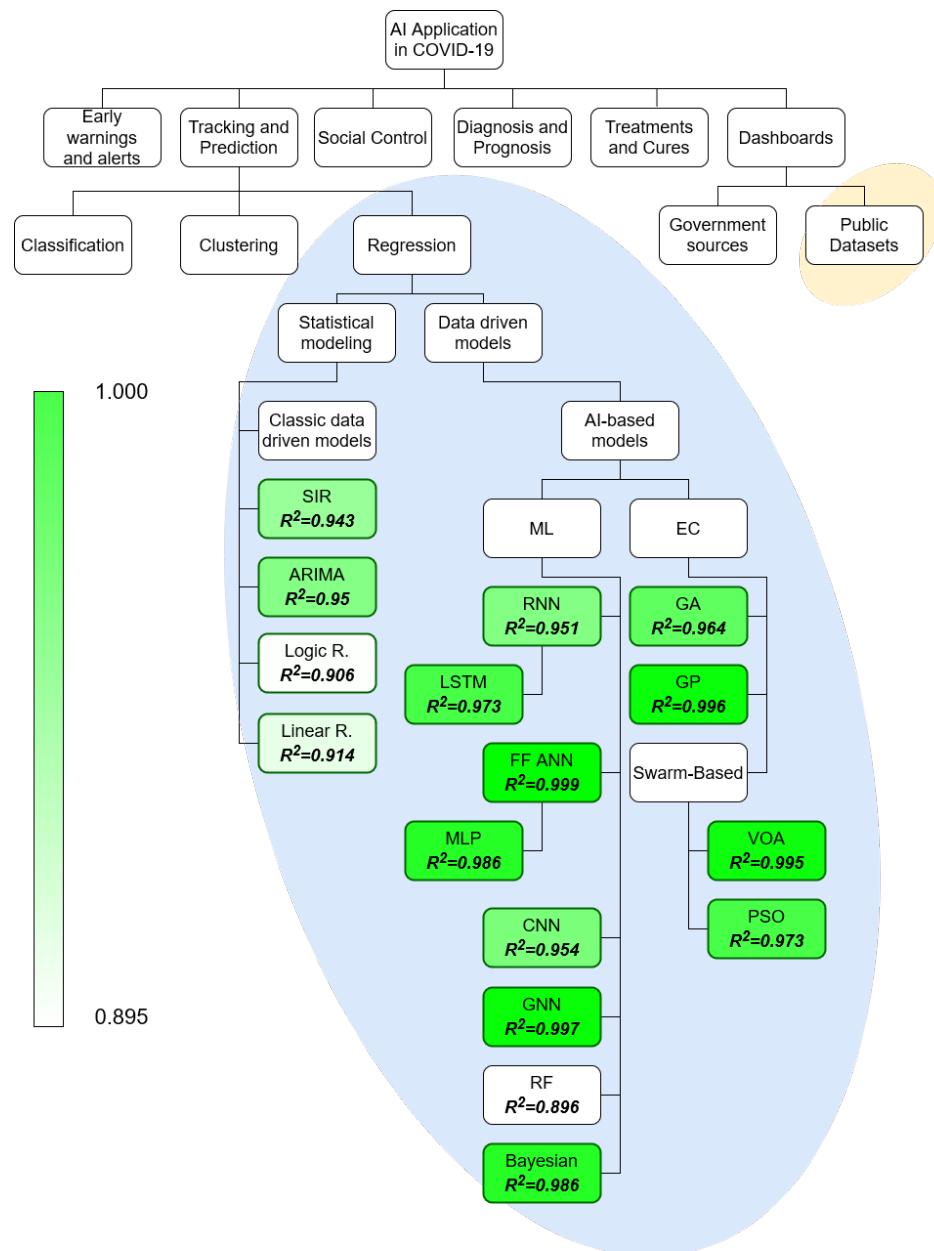 AI Application
in COVID-19
Early
warnings
and alerts
Tracking and
Prediction
Social Control
Diagnosis and
Prognosis
Treatments
and Cures
Dashboards
Classification
Clustering
Regression
Government
sources
Public
Datasets
Statistical
modeling
Data driven
models
1.000
0.895
Classic data
driven models
SIR
R²=0.943
ARIMA
R²=0.95
Logic R.
R²=0.906
Linear R.
R²=0.914
AI-based
models
ML
EC
RNN
R²=0.951
LSTM
R²=0.973
FF ANN
R²=0.999
MLP
R²=0.986
CNN
R²=0.954
GNN
R²=0.997
RF
R²=0.896
Bayesian
R²=0.986
GA
R²=0.964
GP
R²=0.996
Swarm-Based
VOA
R²=0.995
PSO
R²=0.973